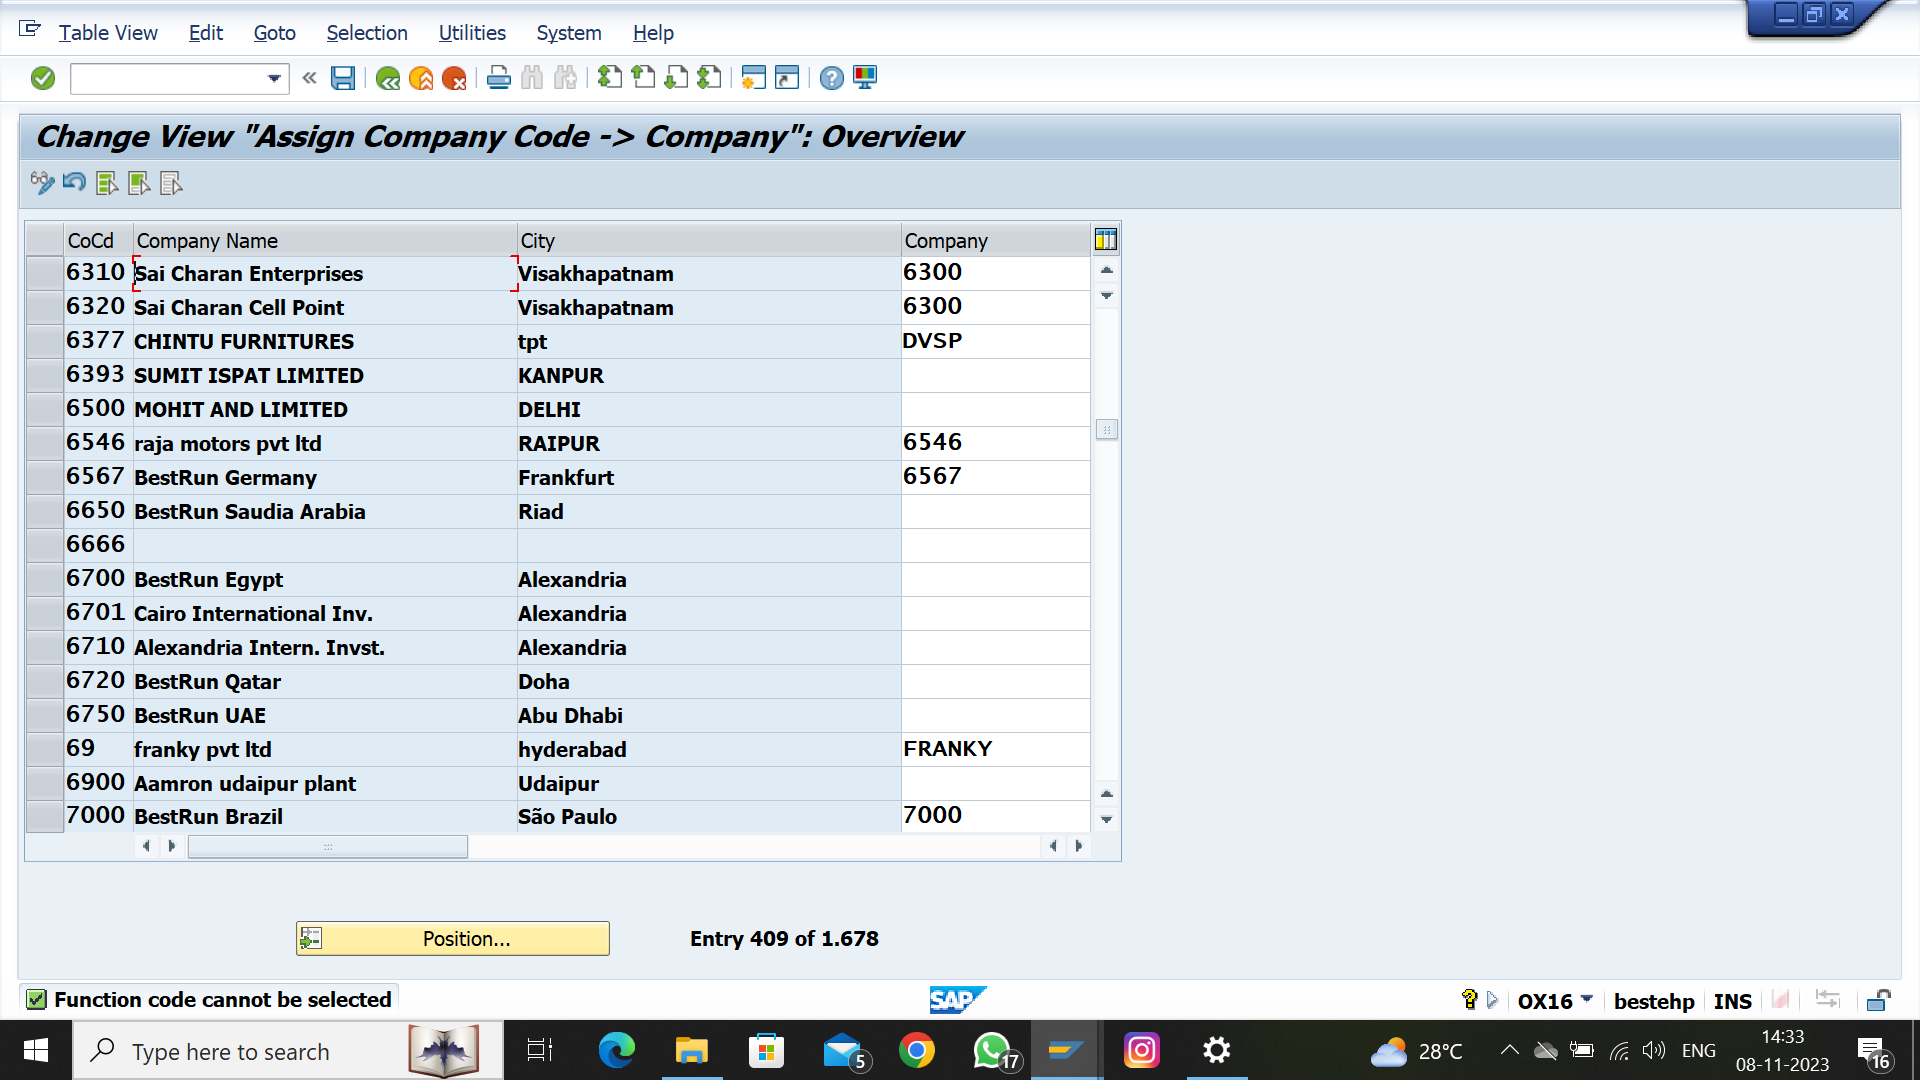 Table View Edit Goto Selection Utilities System Help
Change View "Assign Company Code -> Company": Overview
CoCd Company Name City Company
6310 Sai Charan Enterprises Visakhapatnam 6300
6320 Sai Charan Cell Point Visakhapatnam 6300
6377 CHINTU FURNITURES tpt DVSP
6393 SUMIT ISPAT LIMITED KANPUR
6500 MOHIT AND LIMITED DELHI
6546 raja motors pvt ltd RAIPUR 6546
6567 BestRun Germany Frankfurt 6567
6650 BestRun Saudia Arabia Riad
6666
6700 BestRun Egypt Alexandria
6701 Cairo International Inv. Alexandria
6710 Alexandria Intern. Invst. Alexandria
6720 BestRun Qatar Doha
6750 BestRun UAE Abu Dhabi
69 franky pvt ltd hyderabad FRANKY
6900 Aamron udaipur plant Udaipur
7000 BestRun Brazil São Paulo 7000
Position... Entry 409 of 1.678
Function code cannot be selected SAP OX16 bestehp INS
Type here to search 5 17 28°C ENG 14:33
08-11-2023 16